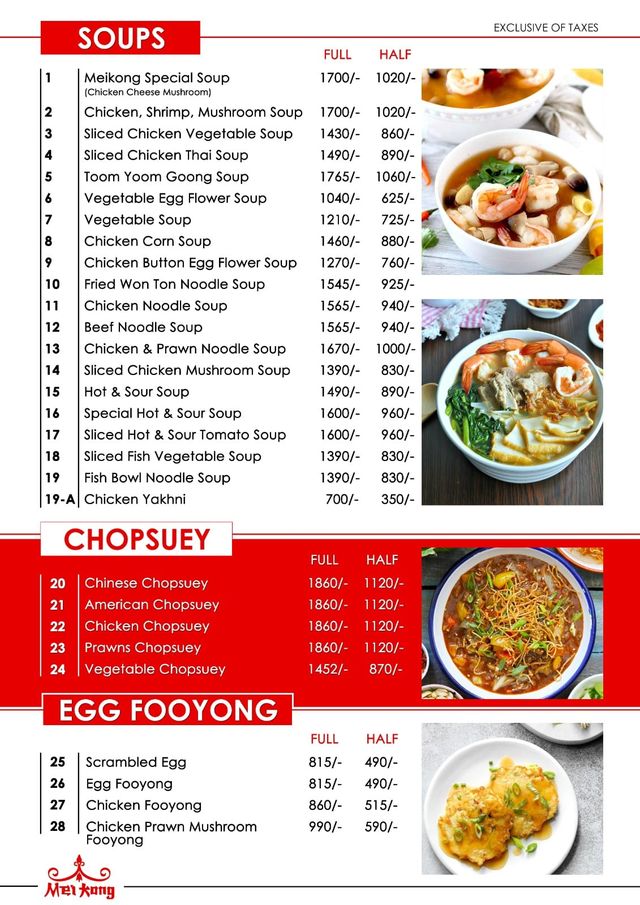 EXCLUSIVE OF TAXES
SOUPS
FULL HALF
1 Meikong Special Soup 1700/- 1020/-
(Chicken Cheese Mushroom)
2 Chicken, Shrimp, Mushroom Soup 1700/- 1020/-
3 Sliced Chicken Vegetable Soup 1430/- 860/-
4 Sliced Chicken Thai Soup 1490/- 890/-
5 Toom Yoom Goong Soup 1765/- 1060/-
6 Vegetable Egg Flower Soup 1040/- 625/-
7 Vegetable Soup 1210/- 725/-
8 Chicken Corn Soup 1460/- 880/-
9 Chicken Button Egg Flower Soup 1270/- 760/-
10 Fried Won Ton Noodle Soup 1545/- 925/-
11 Chicken Noodle Soup 1565/- 940/-
12 Beef Noodle Soup 1565/- 940/-
13 Chicken & Prawn Noodle Soup 1670/- 1000/-
14 Sliced Chicken Mushroom Soup 1390/- 830/-
15 Hot & Sour Soup 1490/- 890/-
16 Special Hot & Sour Soup 1600/- 960/-
17 Sliced Hot & Sour Tomato Soup 1600/- 960/-
18 Sliced Fish Vegetable Soup 1390/- 830/-
19 Fish Bowl Noodle Soup 1390/- 830/-
19-A Chicken Yakhni 700/- 350/-
CHOPSUEY
FULL HALF
20 Chinese Chopsuey 1860/- 1120/-
21 American Chopsuey 1860/- 1120/-
22 Chicken Chopsuey 1860/- 1120/-
23 Prawns Chopsuey 1860/- 1120/-
24 Vegetable Chopsuey 1452/- 870/-
EGG FOOYONG
FULL HALF
25 Scrambled Egg 815/- 490/-
26 Egg Fooyong 815/- 490/-
27 Chicken Fooyong 860/- 515/-
28 Chicken Prawn Mushroom 990/- 590/-
Fooyong
Mei Kong